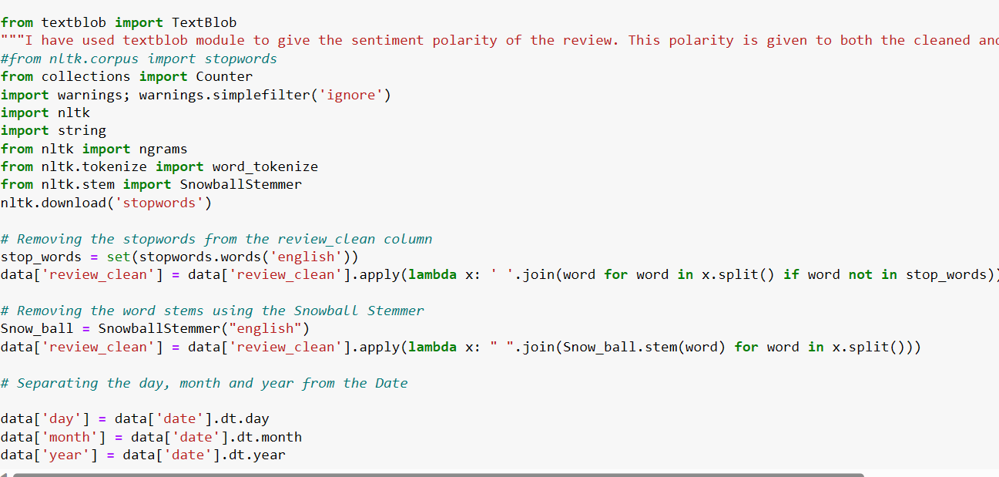 from textblob import TextBlob
"""I have used textblob module to give the sentiment polarity of the review. This polarity is given to both the cleaned
#from nltk.corpus import stopwords
from collections import Counter
import warnings; warnings.simplefilter('ignore')
import nltk
import string
from nltk import ngrams
from nltk.tokenize import word_tokenize
from nltk.stem import SnowballStemmer
nltk.download('stopwords')
# Removing the stopwords from the review_clean column
stop_words = set(stopwords.words('english'))
data['review_clean'] = data['review_clean'].apply(lambda x: ' '.join(word for word in x.split() if word not in stop_words))
# Removing the word stems using the Snowball Stemmer
Snow_ball = SnowballStemmer("english")
data['review_clean'] = data['review_clean'].apply(lambda x: " ".join(Snow_ball.stem(word) for word in x.split()))
# Separating the day, month and year from the Date
data['day'] = data['date'].dt.day
data['month'] = data['date'].dt.month
data['year'] = data['date'].dt.year